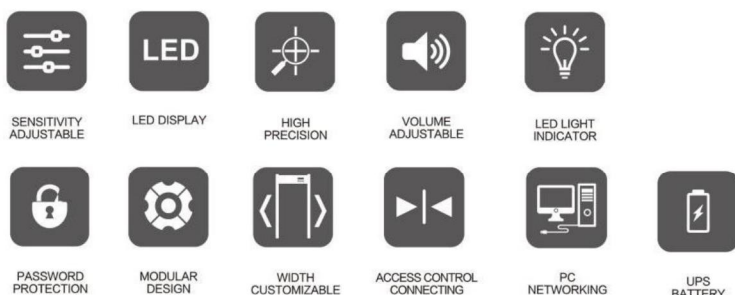 LED
SENSITIVITY
ADJUSTABLE
LED DISPLAY
HIGH
PRECISION
VOLUME
ADJUSTABLE
LED LIGHT
INDICATOR
PASSWORD
PROTECTION
MODULAR
DESIGN
WIDTH
CUSTOMIZABLE
ACCESS CONTROL
CONNECTING
PC
NETWORKING
UPS
BATTERY